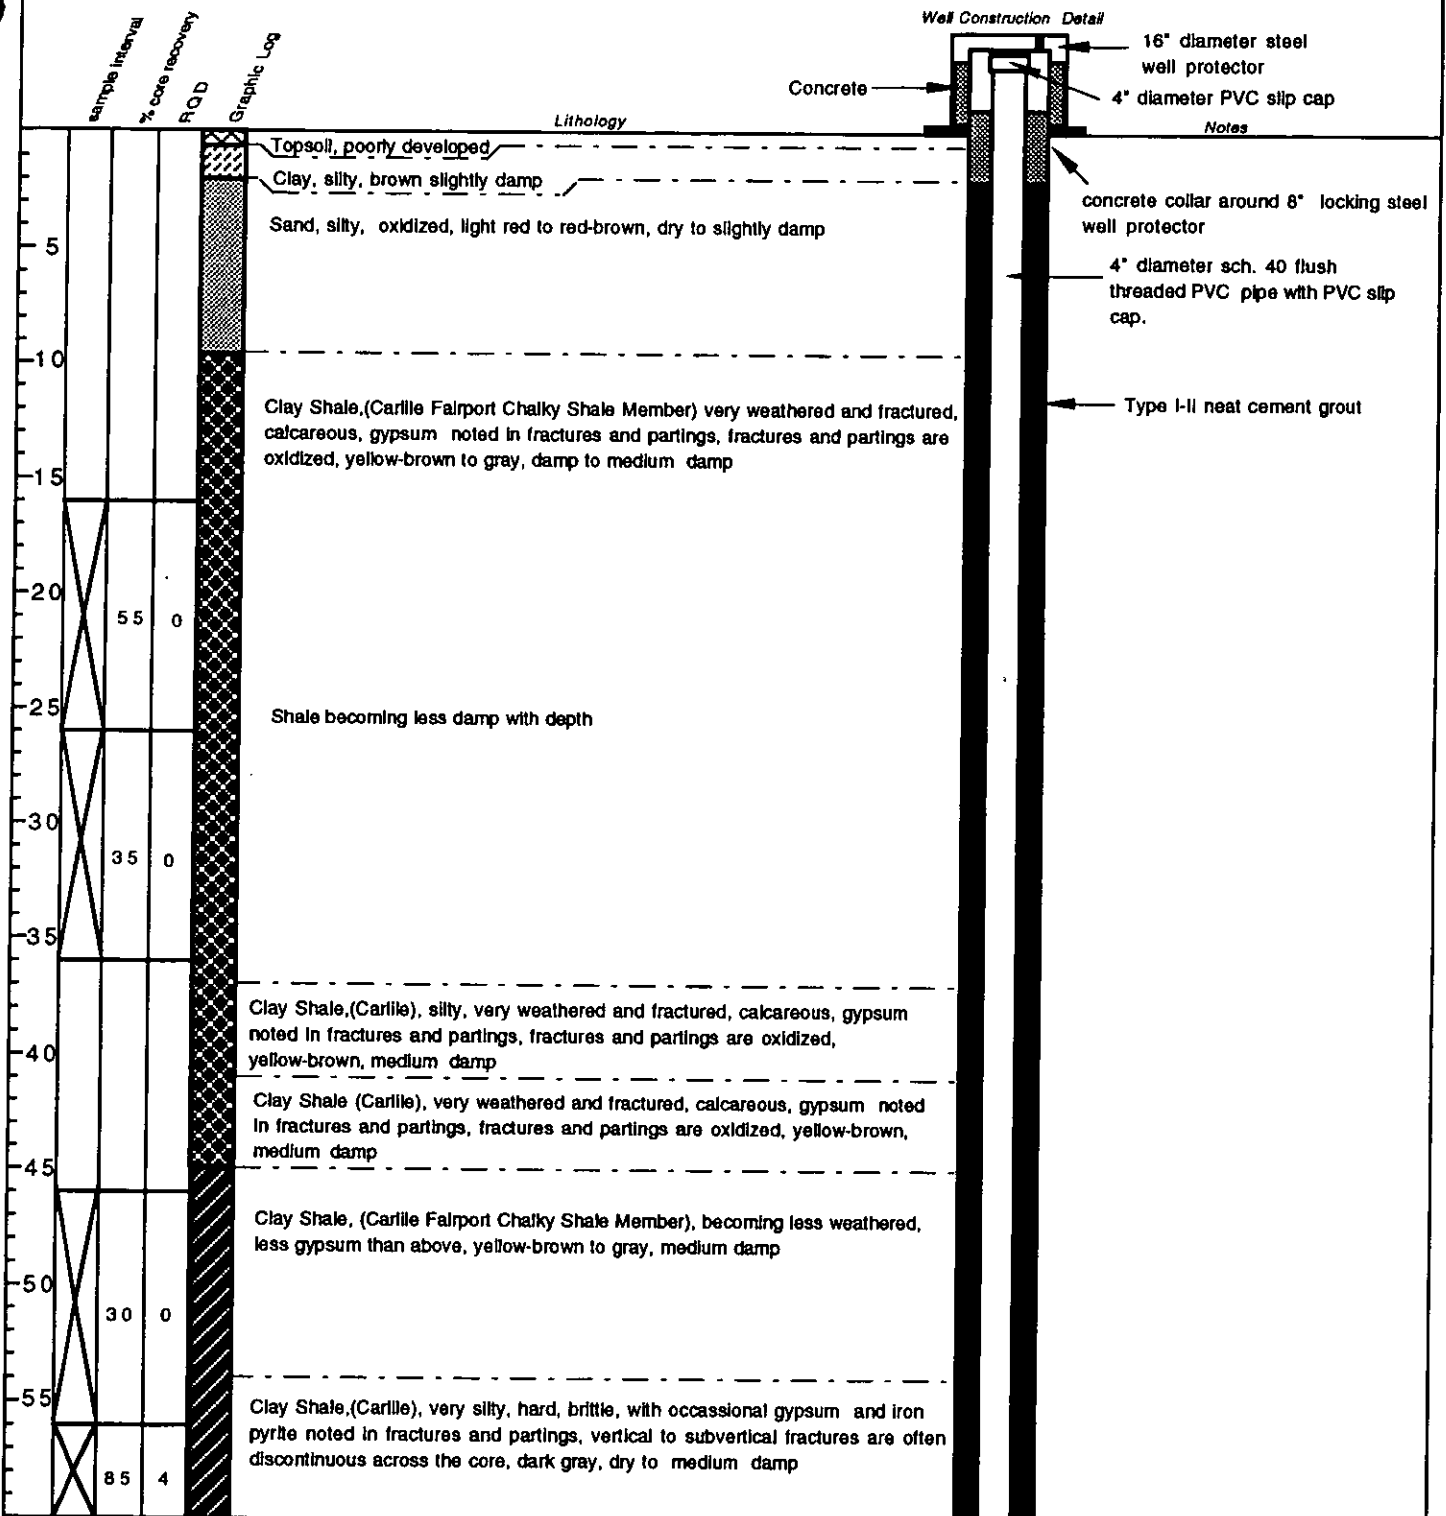 Well Construction Detail
sample interval
% core recovery
RQD
Graphic Log
16" diameter steel
well protector
Concrete
4" diameter PVC slip cap
Lithology
Notes
Topsoil, poorly developed
Clay, silty, brown slightly damp
concrete collar around 8" locking steel
well protector
Sand, silty, oxidized, light red to red-brown, dry to slightly damp
5
4" diameter sch. 40 flush
threaded PVC pipe with PVC slip
cap.
10
Clay Shale,(Carlile Fairport Chalky Shale Member) very weathered and fractured,
calcareous, gypsum noted in fractures and partings, fractures and partings are
oxidized, yellow-brown to gray, damp to medium damp
Type I-II neat cement grout
15
20
55 0
25
Shale becoming less damp with depth
30
35 0
35
Clay Shale,(Carlile), silty, very weathered and fractured, calcareous, gypsum
noted in fractures and partings, fractures and partings are oxidized,
yellow-brown, medium damp
40
Clay Shale (Carlile), very weathered and fractured, calcareous, gypsum noted
in fractures and partings, fractures and partings are oxidized, yellow-brown,
medium damp
45
Clay Shale, (Carlile Fairport Chalky Shale Member), becoming less weathered,
less gypsum than above, yellow-brown to gray, medium damp
50
30 0
55
Clay Shale,(Carlile), very silty, hard, brittle, with occassional gypsum and iron
pyrite noted in fractures and partings, vertical to subvertical fractures are often
discontinuous across the core, dark gray, dry to medium damp
85 4